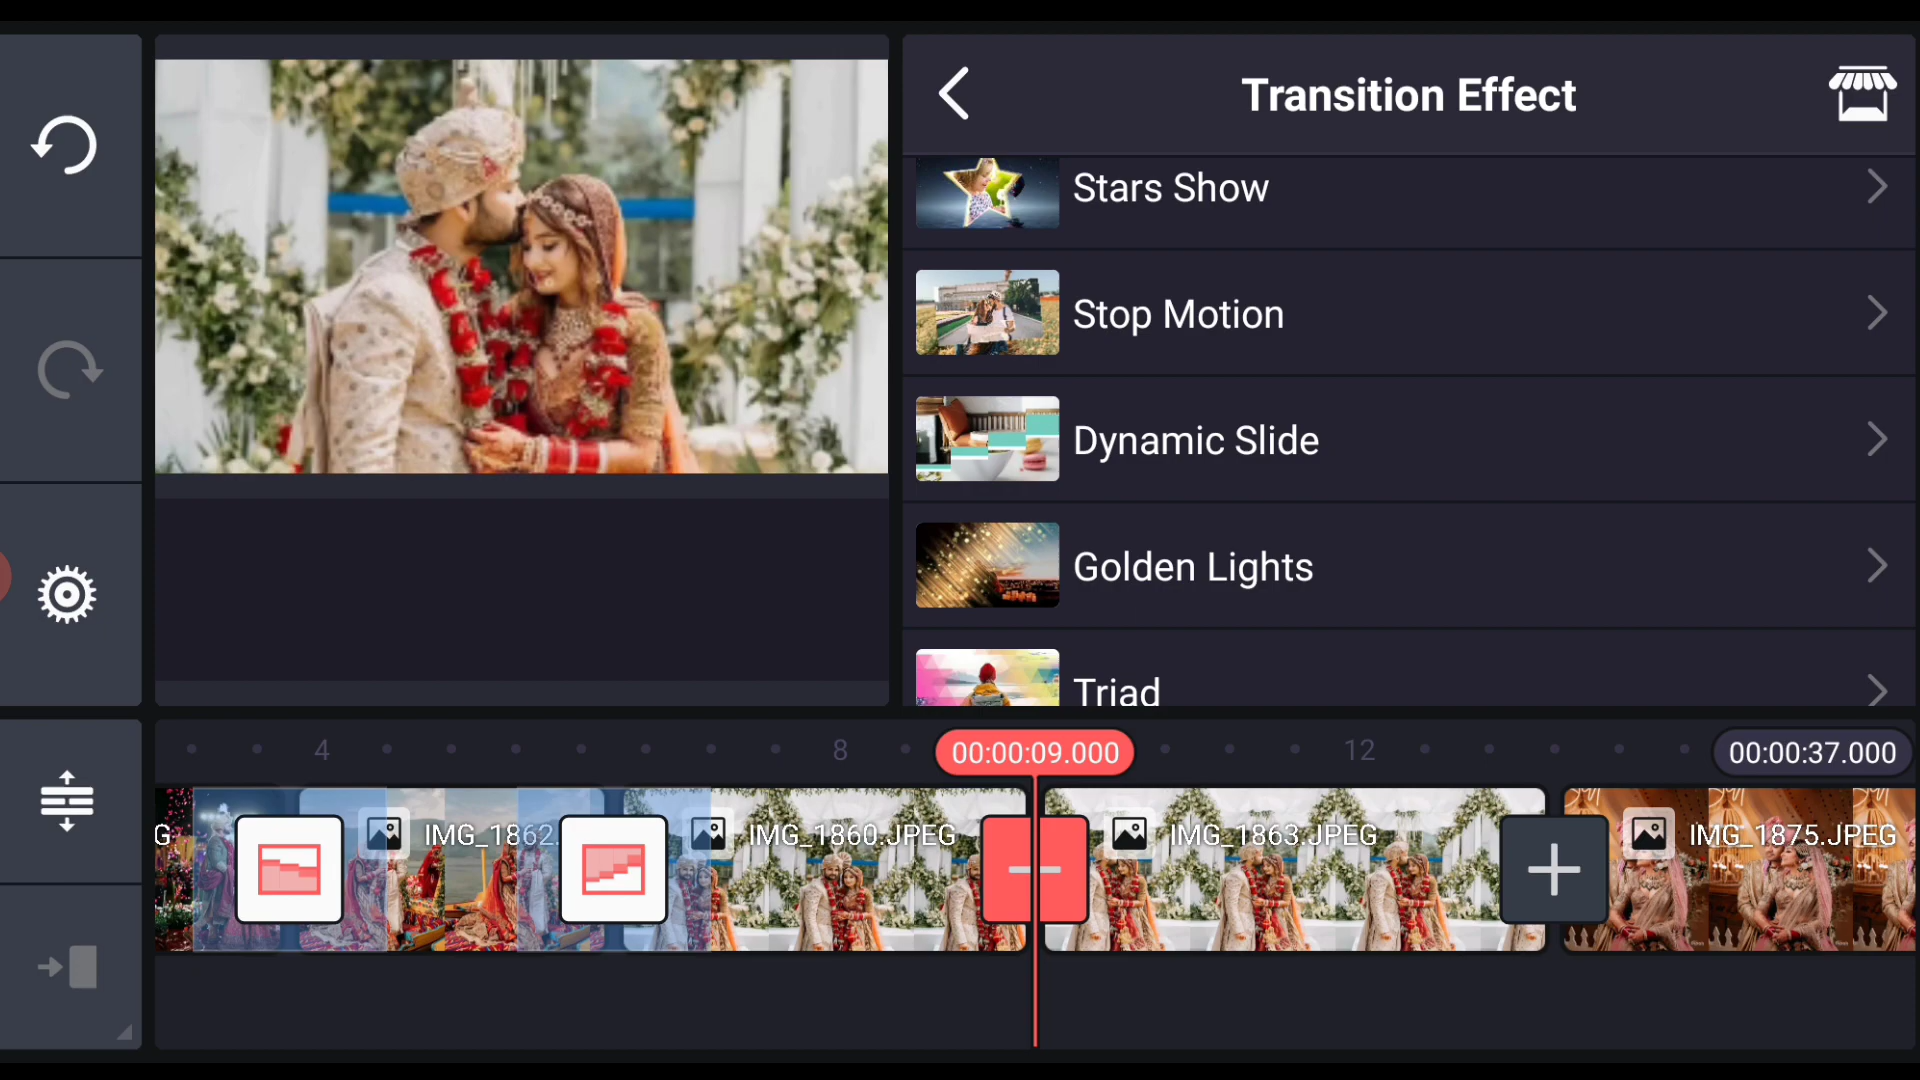 Transition Effect
Stars Show
Stop Motion
Dynamic Slide
Golden Lights
Triad
4
8
00:00:09.000
12
00:00:37.000
G
IMG_1862.
IMG_1860.JPEG
IMG_1863.JPEG
IMG_1875.JPEG